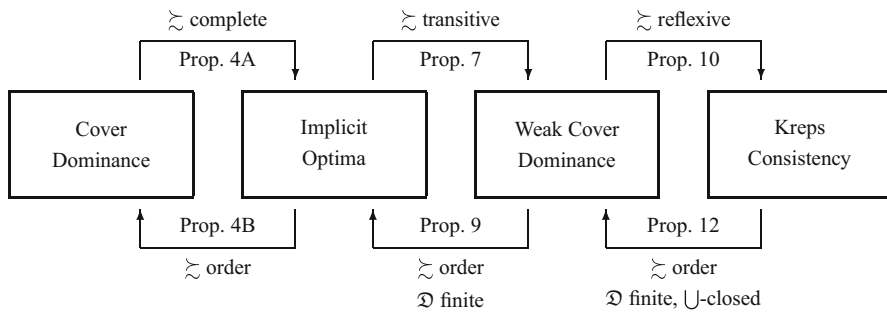 ≿ complete
≿ transitive
≿ reflexive
Prop. 4A
Prop. 7
Prop. 10
Cover
Dominance
Implicit
Optima
Weak Cover
Dominance
Kreps
Consistency
Prop. 4B
Prop. 9
Prop. 12
≿ order
≿ order
𝔇 finite
≿ order
𝔇 finite, ⋃-closed